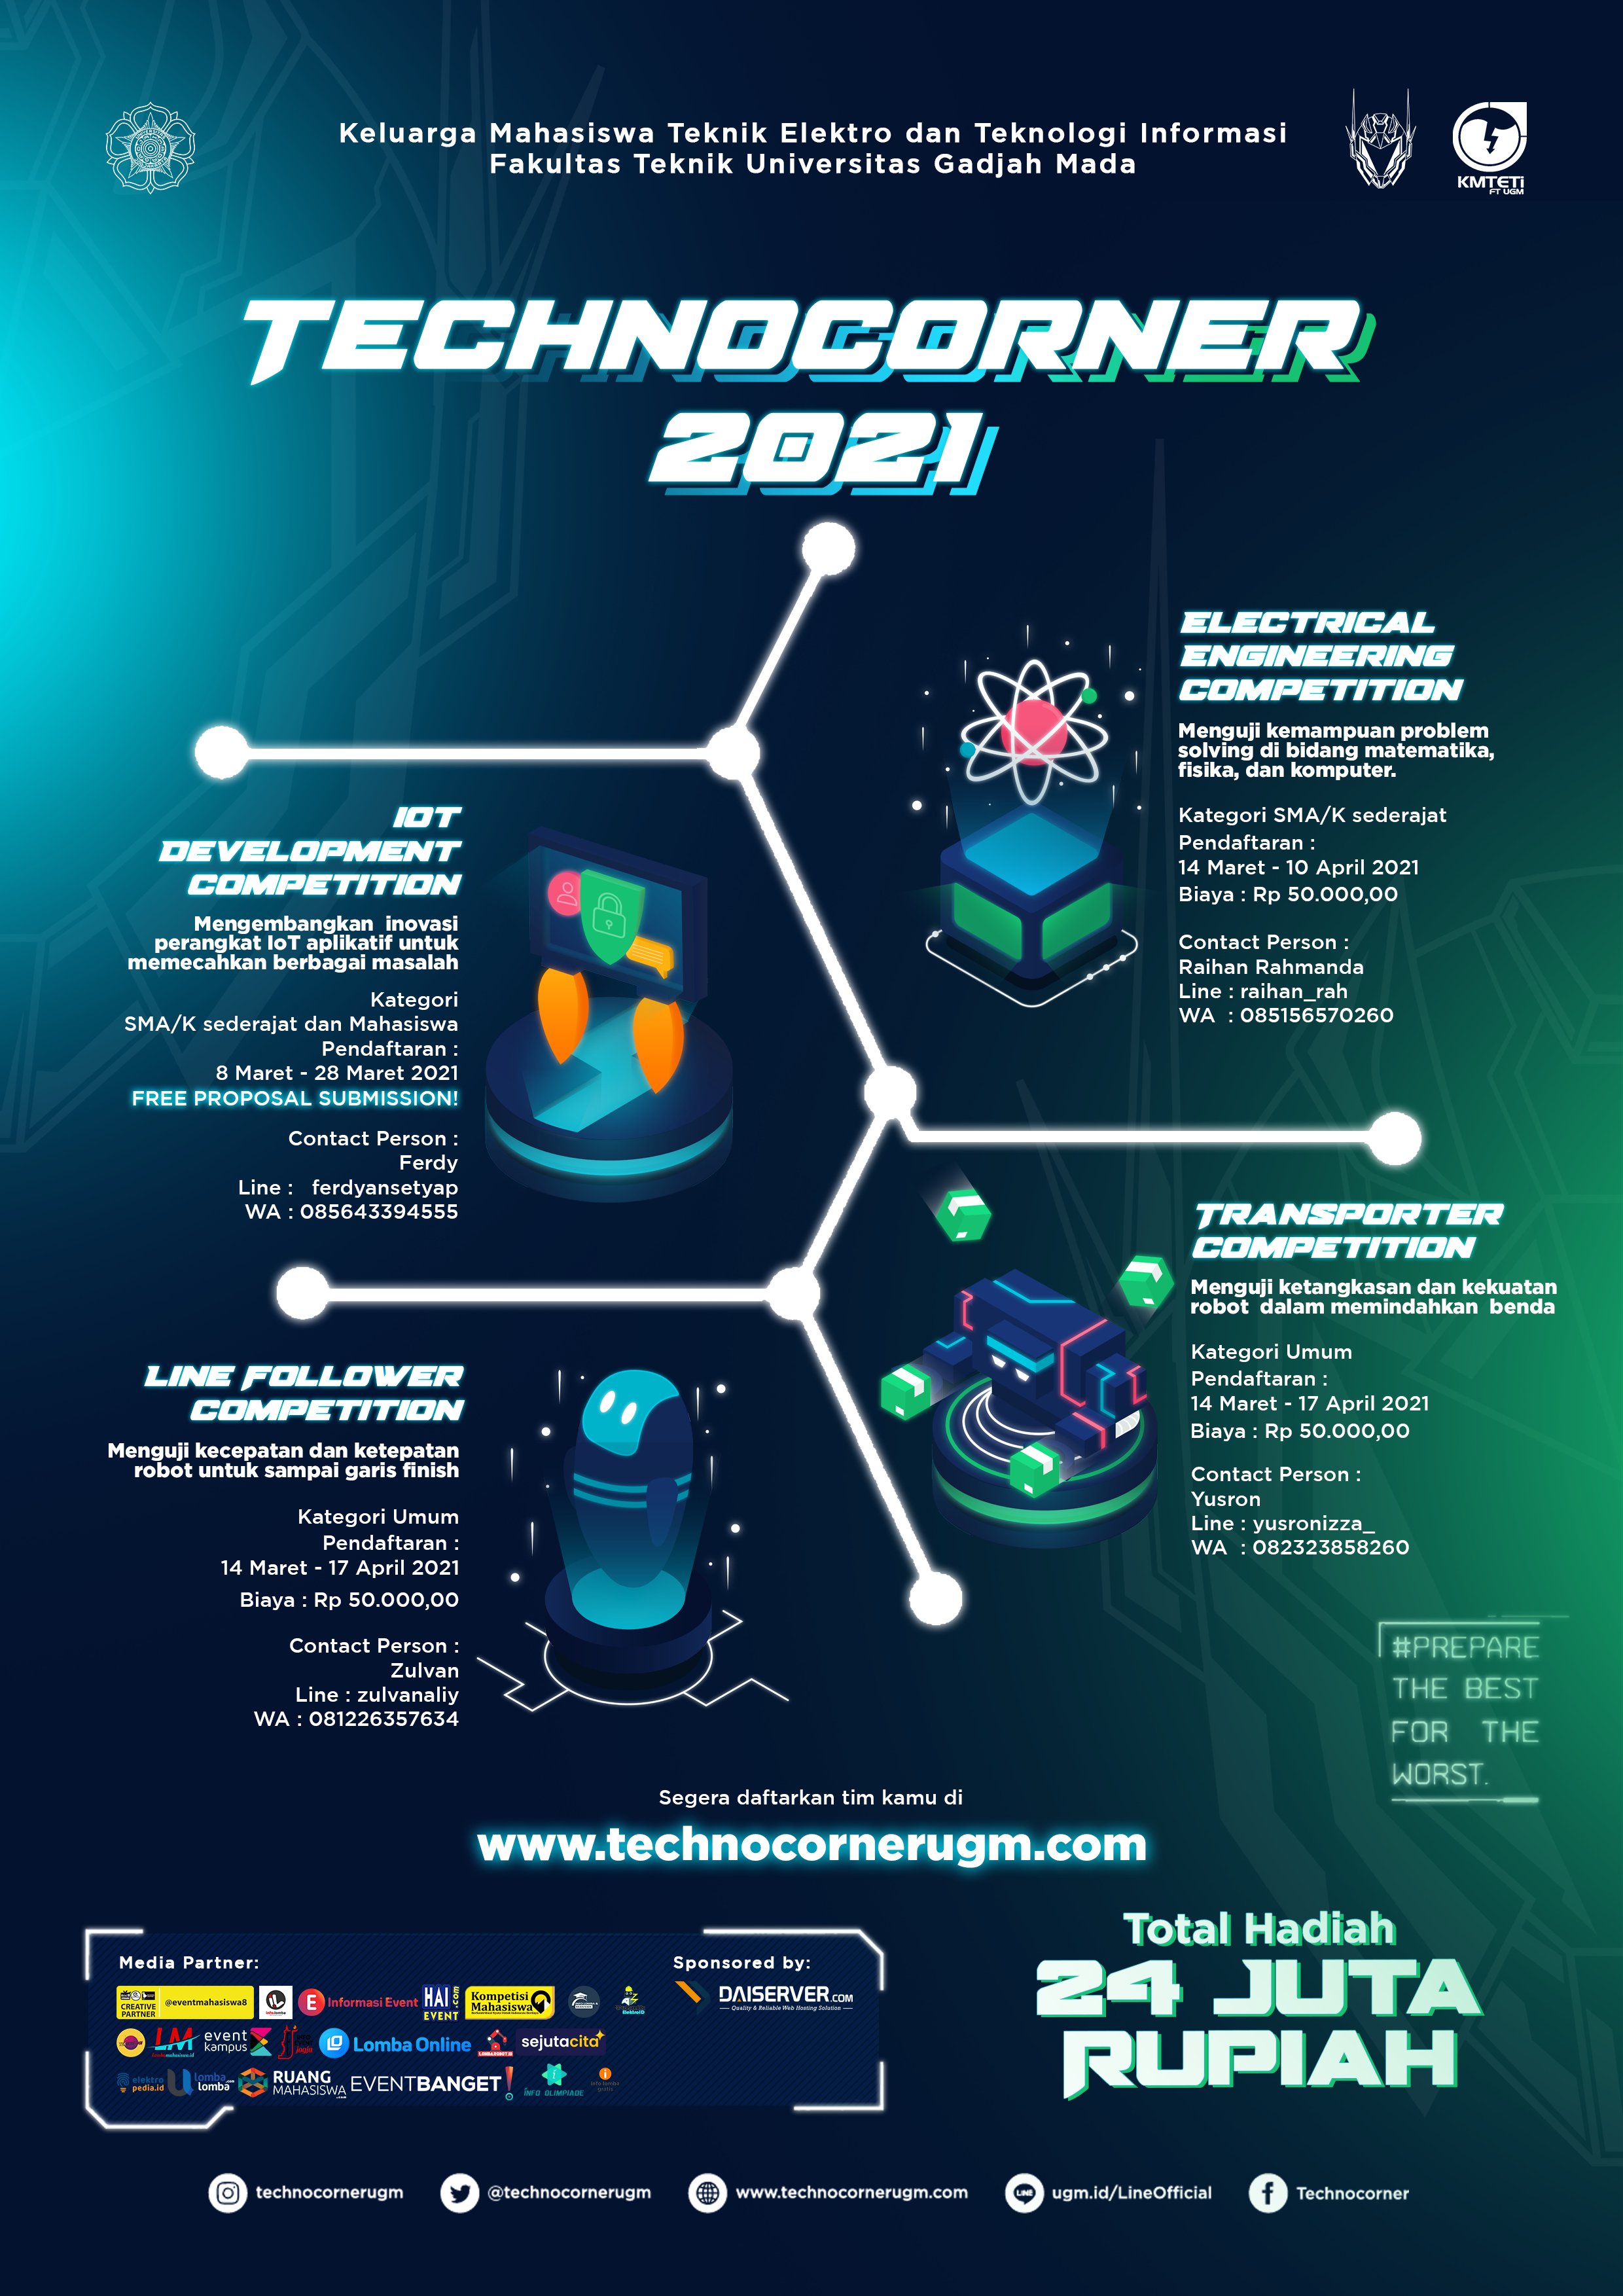 Keluarga Mahasiswa Teknik Elektro dan Teknologi Informasi
Fakultas Teknik Universitas Gadjah Mada
KMTETi
FT UGM
TECHNOCORNER
2021
ELECTRICAL
ENGINEERING
COMPETITION
Menguji kemampuan problem
solving di bidang matematika,
fisika, dan komputer.
Kategori SMA/K sederajat
Pendaftaran :
14 Maret - 10 April 2021
Biaya : Rp 50.000,00
Contact Person :
Raihan Rahmanda
Line : raihan_rah
WA : 085156570260
IOT
DEVELOPMENT
COMPETITION
Mengembangkan inovasi
perangkat IoT aplikatif untuk
memecahkan berbagai masalah
Kategori
SMA/K sederajat dan Mahasiswa
Pendaftaran :
8 Maret - 28 Maret 2021
FREE PROPOSAL SUBMISSION!
Contact Person :
Ferdy
Line : ferdyansetyap
WA : 085643394555
TRANSPORTER
COMPETITION
Menguji ketangkasan dan kekuatan
robot dalam memindahkan benda
Kategori Umum
Pendaftaran :
14 Maret - 17 April 2021
Biaya : Rp 50.000,00
Contact Person :
Yusron
Line : yusronizza_
WA : 082323858260
LINE FOLLOWER
COMPETITION
Menguji kecepatan dan ketepatan
robot untuk sampai garis finish
Kategori Umum
Pendaftaran :
14 Maret - 17 April 2021
Biaya : Rp 50.000,00
Contact Person :
Zulvan
Line : zulvanaliy
WA : 081226357634
#PREPARE
THE BEST
FOR THE
WORST.
Segera daftarkan tim kamu di
www.technocornerugm.com
Total Hadiah
24 JUTA
RUPIAH
Media Partner:
Sponsored by:
CREATIVE
PARTNER
@eventmahasiswa8
Informasi Event
HAI
EVENT
.com
Kompetisi
Mahasiswa
DAISERVER.COM
Quality & Reliable Web Hosting Solution
LM
event
kampus
Lomba Online
sejutacita
elektro
pedia.id
lomba
lomba
RUANG
MAHASISWA
.com
EVENTBANGET!
INFO OLIMPIADE
technocornerugm
@technocornerugm
www.technocornerugm.com
LINE
ugm.id/LineOfficial
Technocorner